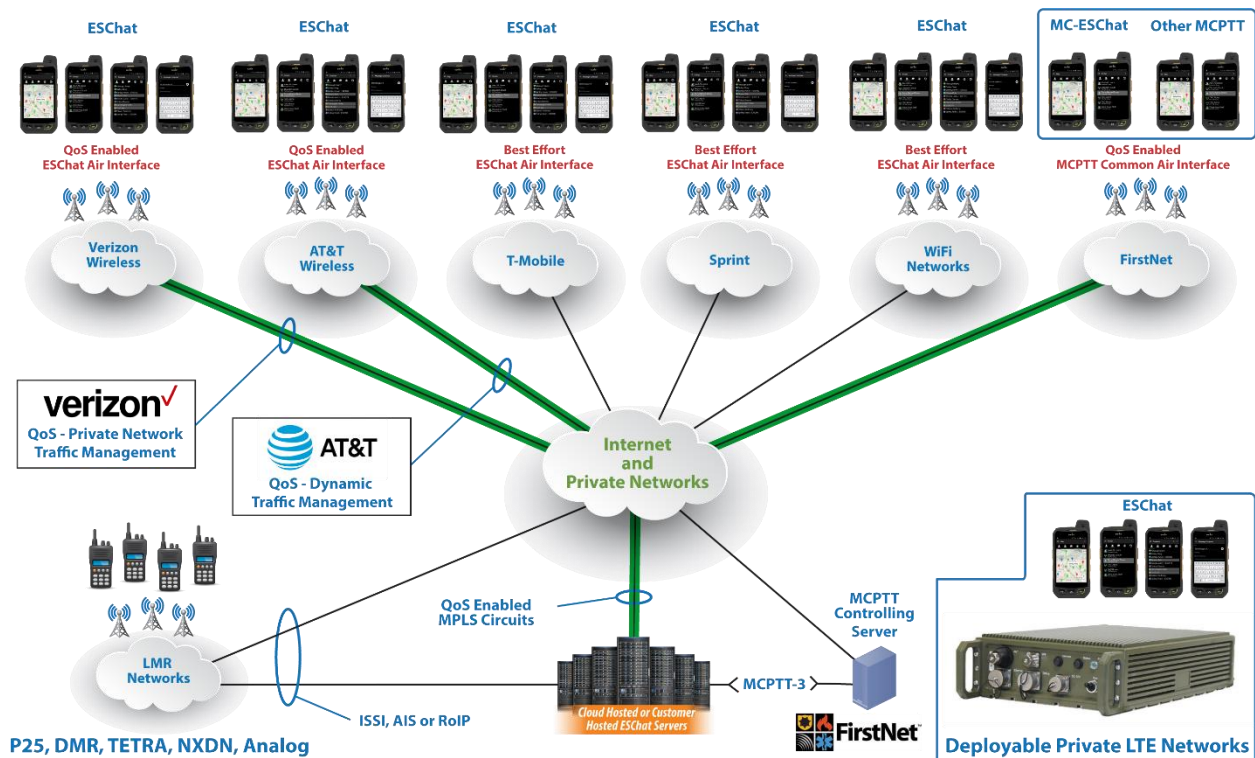 ESChat
ESChat
ESChat
ESChat
ESChat
MC-ESChat
Other MCPTT
QoS Enabled
ESChat Air Interface
QoS Enabled
ESChat Air Interface
Best Effort
ESChat Air Interface
Best Effort
ESChat Air Interface
Best Effort
ESChat Air Interface
QoS Enabled
MCPTT Common Air Interface
Verizon
Wireless
AT&T
Wireless
T-Mobile
Sprint
WiFi
Networks
FirstNet
verizon✓
QoS - Private Network
Traffic Management
AT&T
QoS - Dynamic
Traffic Management
Internet
and
Private Networks
ESChat
QoS Enabled
MPLS Circuits
MCPTT
Controlling
Server
LMR
Networks
MCPTT-3
ISSI, AIS or RoIP
Cloud Hosted or Customer
Hosted ESChat Servers
FirstNet™
P25, DMR, TETRA, NXDN, Analog
Deployable Private LTE Networks